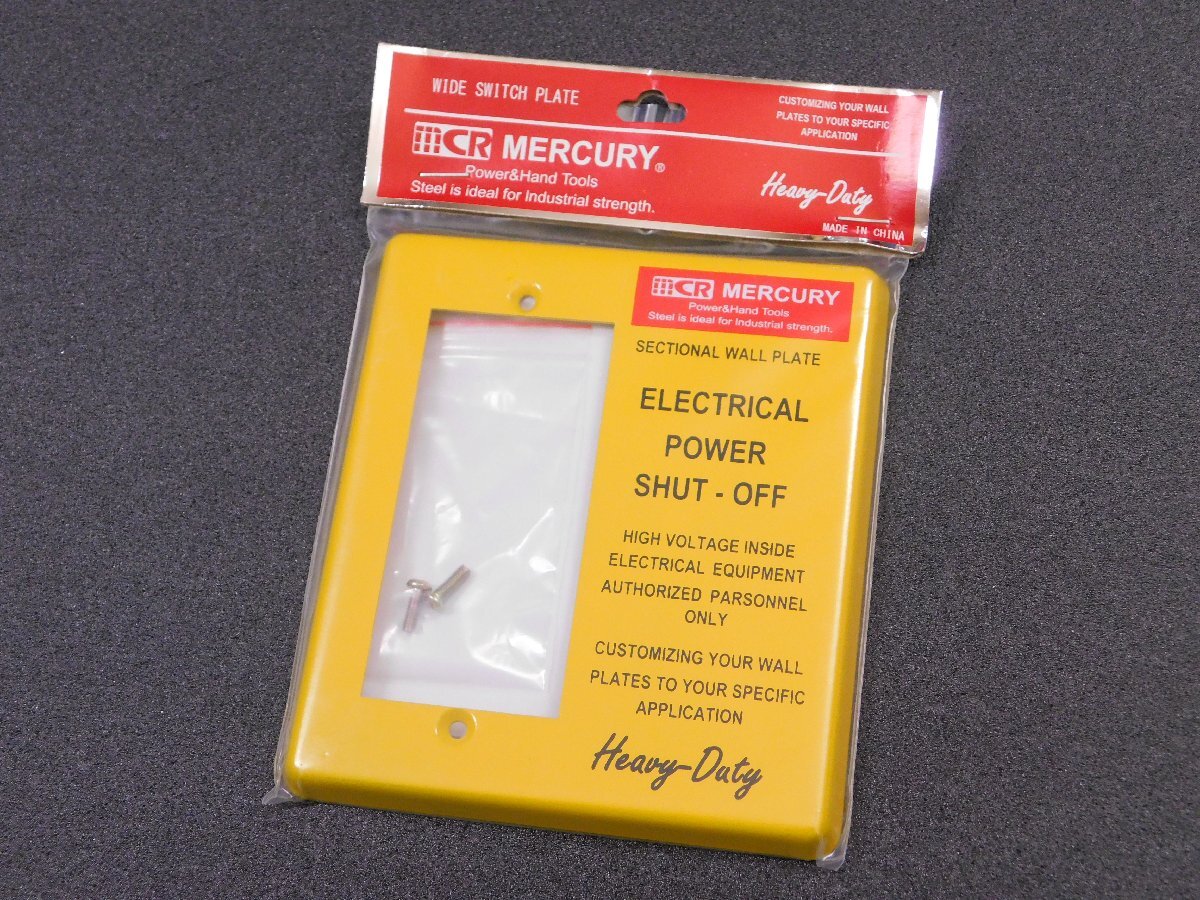 WIDE SWITCH PLATE
CUSTOMIZING YOUR WALL
PLATES TO YOUR SPECIFIC
APPLICATION
mCR MERCURY®
Power&Hand Tools
Steel is ideal for Industrial strength.
Heavy-Duty
MADE IN CHINA
mCR MERCURY
Power&Hand Tools
Steel is ideal for Industrial strength.
SECTIONAL WALL PLATE
ELECTRICAL
POWER
SHUT - OFF
HIGH VOLTAGE INSIDE
ELECTRICAL EQUIPMENT
AUTHORIZED PARSONNEL
ONLY
CUSTOMIZING YOUR WALL
PLATES TO YOUR SPECIFIC
APPLICATION
Heavy-Duty